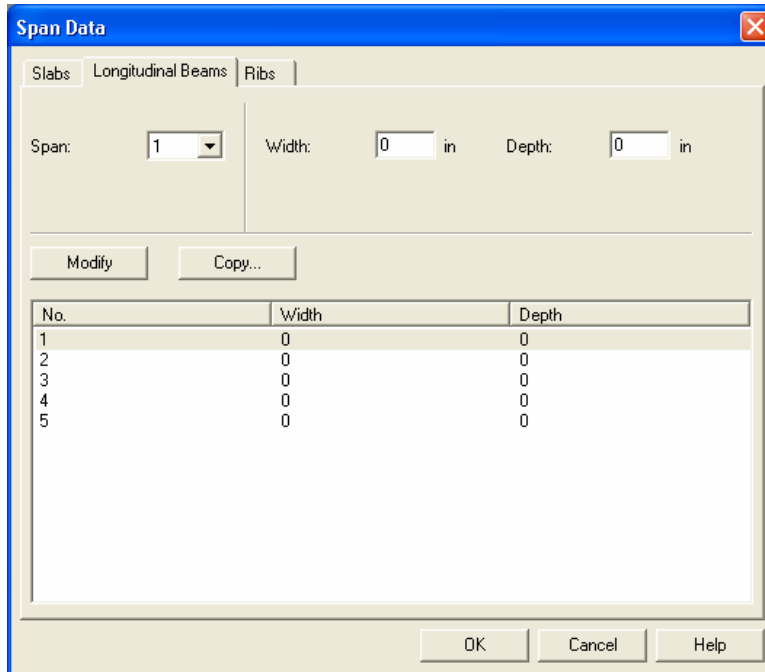 Span Data
Slabs Longitudinal Beams Ribs
Span: 1 Width: 0 in Depth: 0 in
Modify Copy...
No. Width Depth
1 0 0
2 0 0
3 0 0
4 0 0
5 0 0
OK Cancel Help